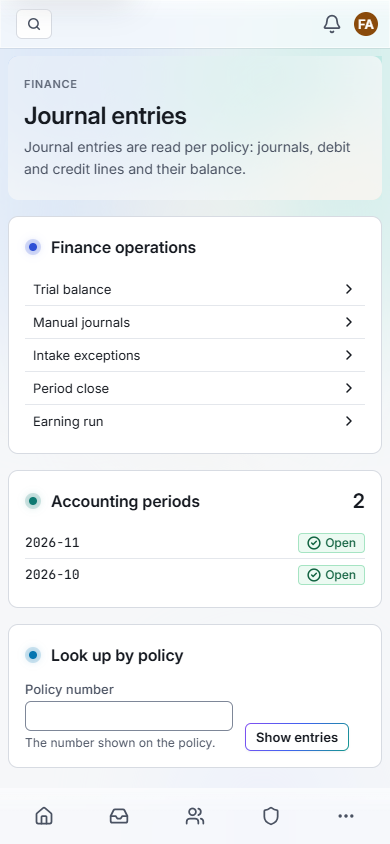 FA
FINANCE
Journal entries
Journal entries are read per policy: journals, debit
and credit lines and their balance.
Finance operations
Trial balance
Manual journals
Intake exceptions
Period close
Earning run
Accounting periods 2
2026-11 Open
2026-10 Open
Look up by policy
Policy number
The number shown on the policy.
Show entries